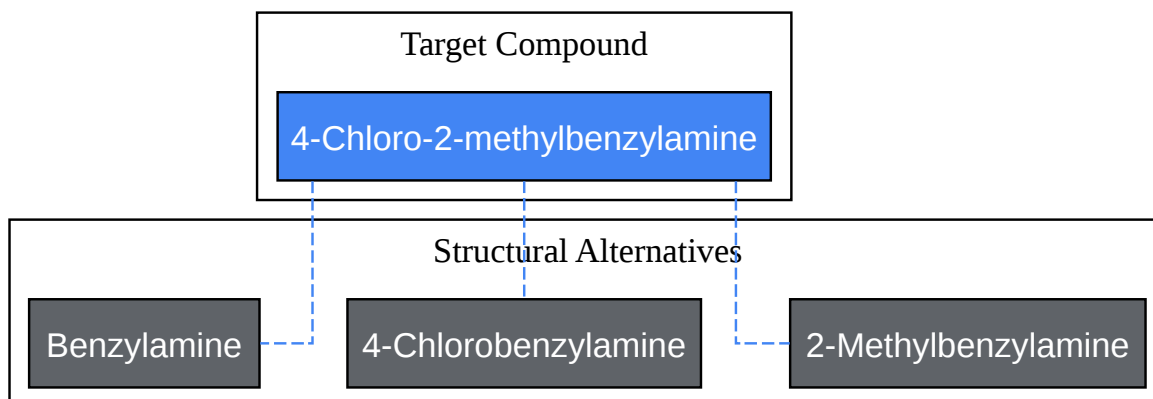 Target Compound
4-Chloro-2-methylbenzylamine
Structural Alternatives
Benzylamine
4-Chlorobenzylamine
2-Methylbenzylamine